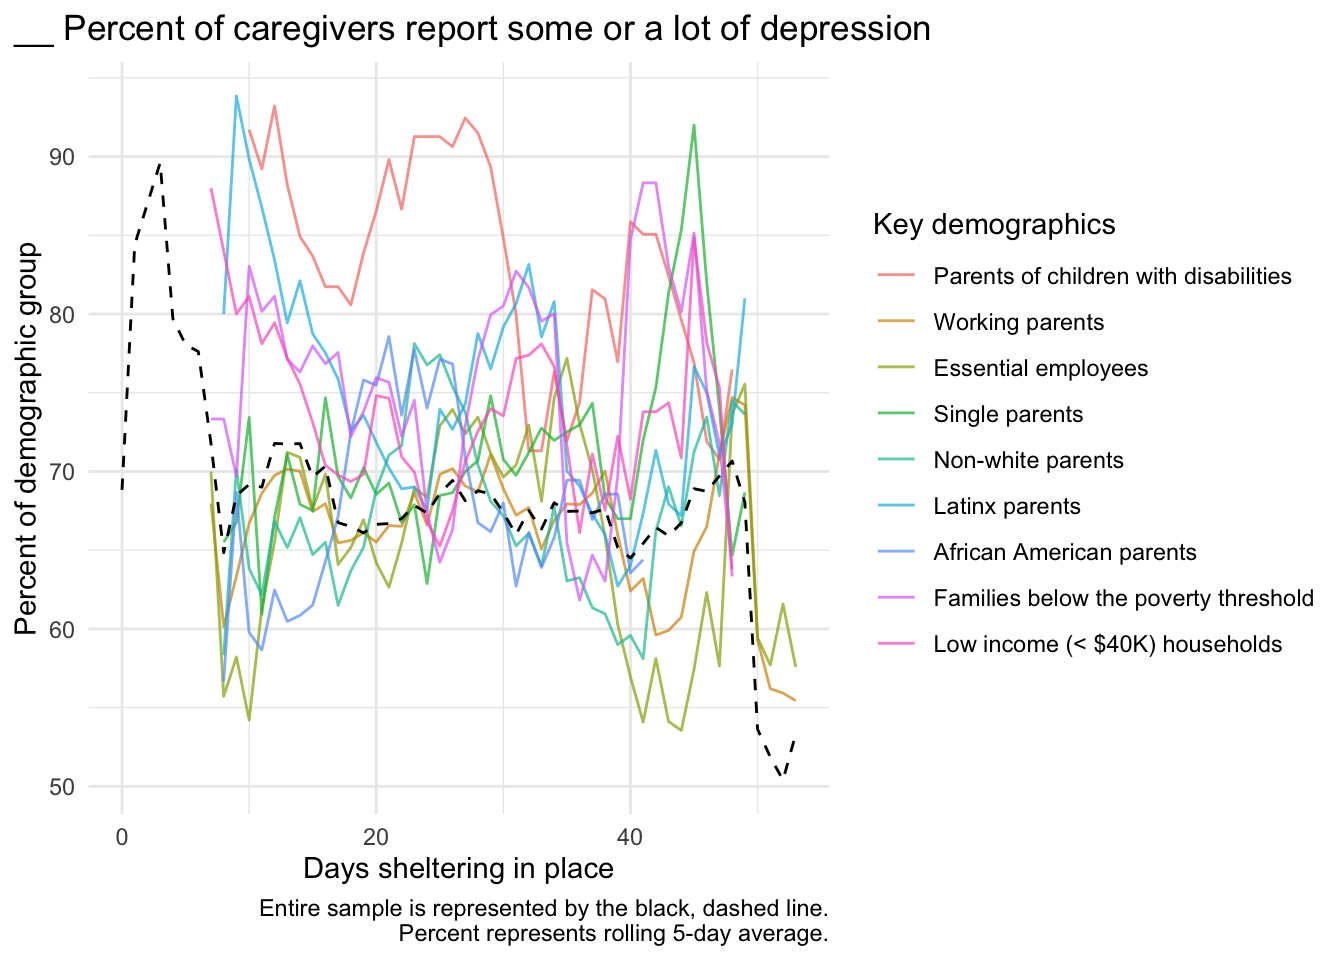 __ Percent of caregivers report some or a lot of depression
Percent of demographic group
90
80
70
60
50
0
20
40
Days sheltering in place
Entire sample is represented by the black, dashed line.
Percent represents rolling 5-day average.
Key demographics
Parents of children with disabilities
Working parents
Essential employees
Single parents
Non-white parents
Latinx parents
African American parents
Families below the poverty threshold
Low income (< $40K) households